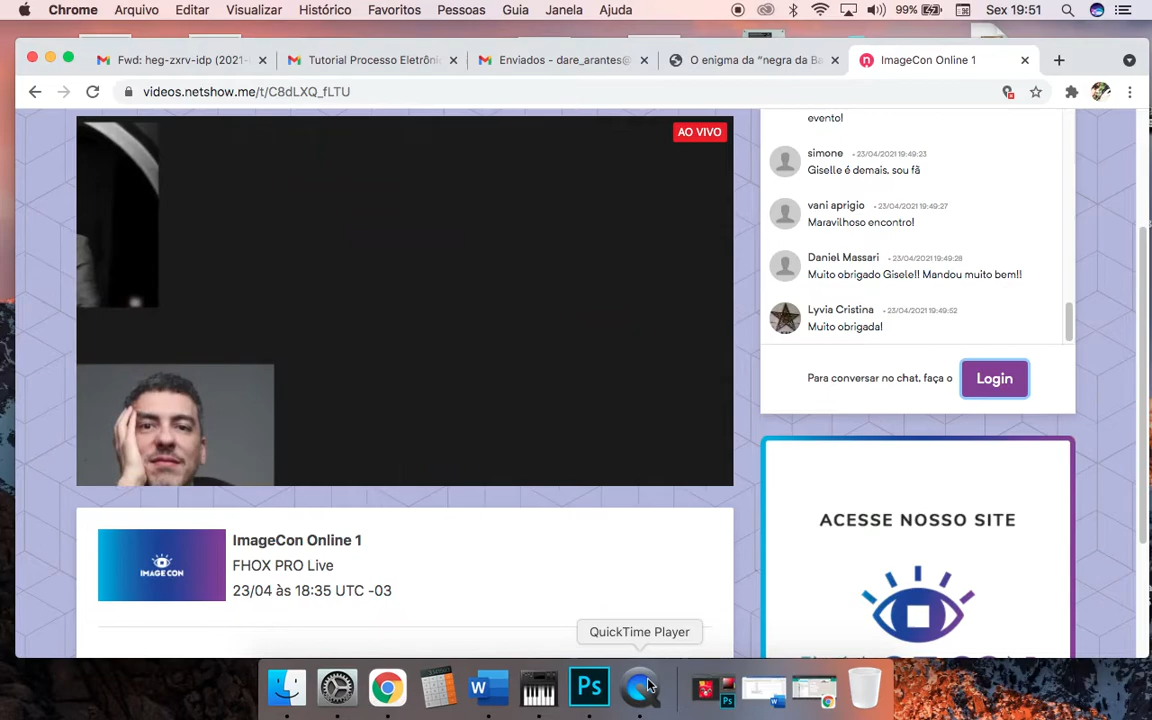 Chrome Arquivo Editar Visualizar Histórico Favoritos Pessoas Guia Janela Ajuda 99% Sex 19:51
Fwd: heg-zxrv-idp (2021- Tutorial Processo Eletrôni Enviados - dare_arantes@ O enigma da “negra da Ba ImageCon Online 1
videos.netshow.me/t/C8dLXQ_fLTU
AO VIVO
evento!
simone • 23/04/2021 19:49:23
Giselle é demais, sou fã
vani aprigio • 23/04/2021 19:49:27
Maravilhoso encontro!
Daniel Massari • 23/04/2021 19:49:28
Muito obrigado Gisele!! Mandou muito bem!!
Lyvia Cristina • 23/04/2021 19:49:52
Muito obrigada!
Para conversar no chat, faça o Login
IMAGE CON
ImageCon Online 1
FHOX PRO Live
23/04 às 18:35 UTC -03
ACESSE NOSSO SITE
QuickTime Player
W
Ps
Ps